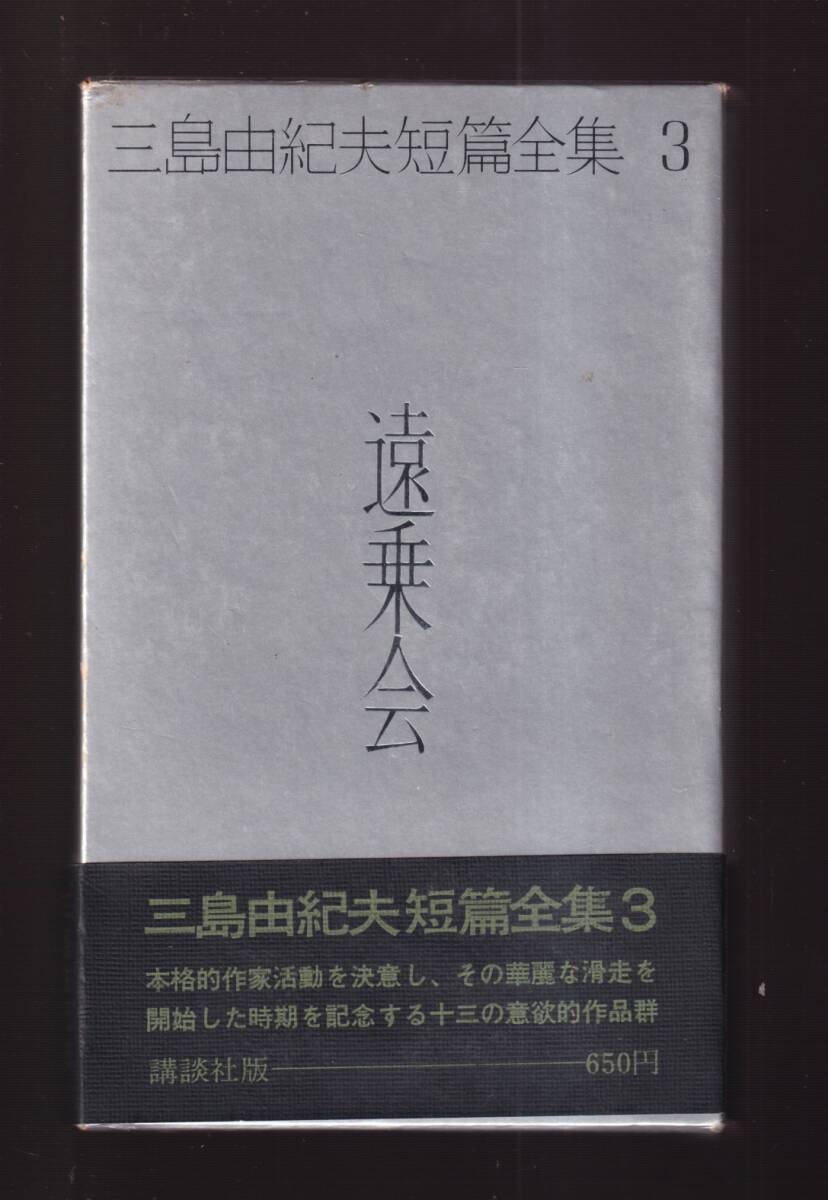 三島由紀夫短篇全集 3
遠乗会
三島由紀夫短篇全集3
本格的作家活動を決意し、その華麗な滑走を
開始した時期を記念する十三の意欲的作品群
講談社版――650円